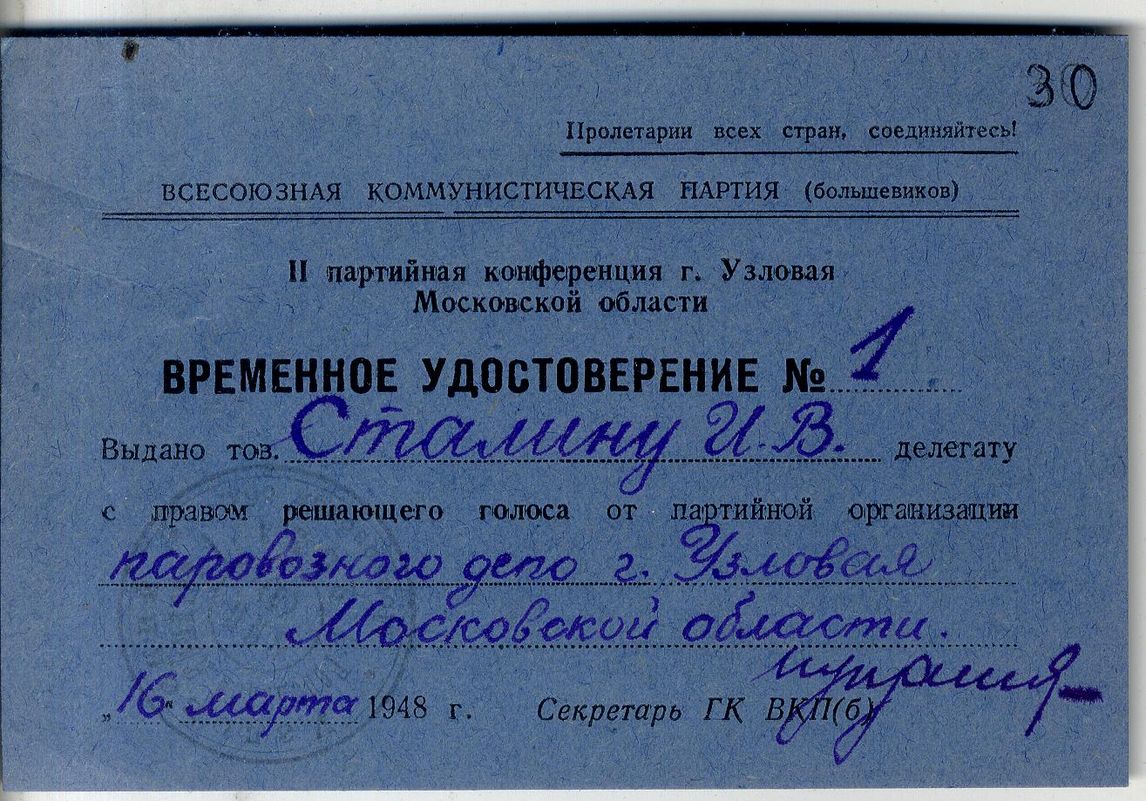 30
Пролетарии всех стран, соединяйтесь!
ВСЕСОЮЗНАЯ КОММУНИСТИЧЕСКАЯ ПАРТИЯ (большевиков)
II партийная конференция г. Узловая
Московской области
ВРЕМЕННОЕ УДОСТОВЕРЕНИЕ № 1
Выдано тов. Сталину И. В. делегату
с правом решающего голоса от партийной организации
паровозного депо г. Узловая
Московской области.
„16“ марта 1948 г. Секретарь ГК ВКП(б)